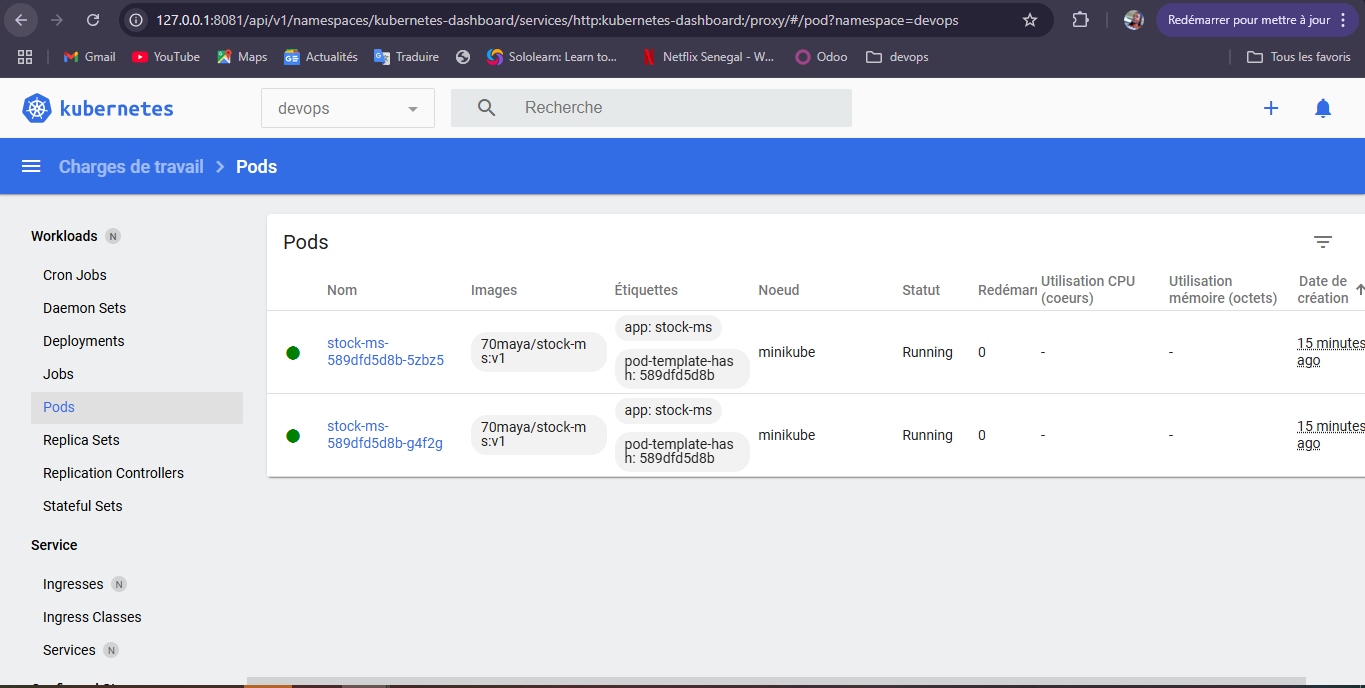 127.0.0.1:8081/api/v1/namespaces/kubernetes-dashboard/services/http:kubernetes-dashboard:/proxy/#/pod?namespace=devops
Redémarrer pour mettre à jour
Gmail
YouTube
Maps
Actualités
Traduire
Sololearn: Learn to...
Netflix Senegal - W...
Odoo
devops
Tous les favoris
kubernetes
devops
Recherche
Charges de travail
Pods
Workloads N
Cron Jobs
Daemon Sets
Deployments
Jobs
Pods
Replica Sets
Replication Controllers
Stateful Sets
Service
Ingresses N
Ingress Classes
Services N
Pods
Nom
Images
Étiquettes
Noeud
Statut
Redémar
Utilisation CPU
(coeurs)
Utilisation
mémoire (octets)
Date de
création
stock-ms-
589dfd5d8b-5zbz5
70maya/stock-m
s:v1
app: stock-ms
pod-template-has
h: 589dfd5d8b
minikube
Running
0
-
-
15 minutes
ago
stock-ms-
589dfd5d8b-g4f2g
70maya/stock-m
s:v1
app: stock-ms
pod-template-has
h: 589dfd5d8b
minikube
Running
0
-
-
15 minutes
ago